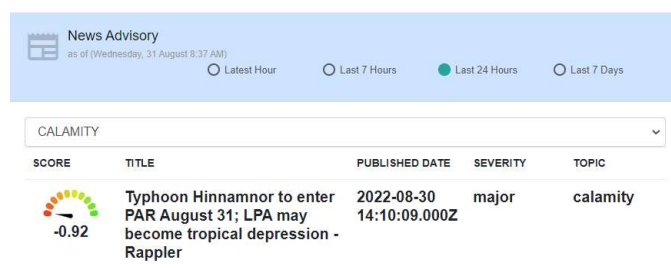 News Advisory
as of (Wednesday, 31 August 8:37 AM)
Latest Hour Last 7 Hours Last 24 Hours Last 7 Days
CALAMITY
SCORE TITLE PUBLISHED DATE SEVERITY TOPIC
Typhoon Hinnamnor to enter 2022-08-30 major calamity
PAR August 31; LPA may 14:10:09.000Z
-0.92 become tropical depression -
Rappler